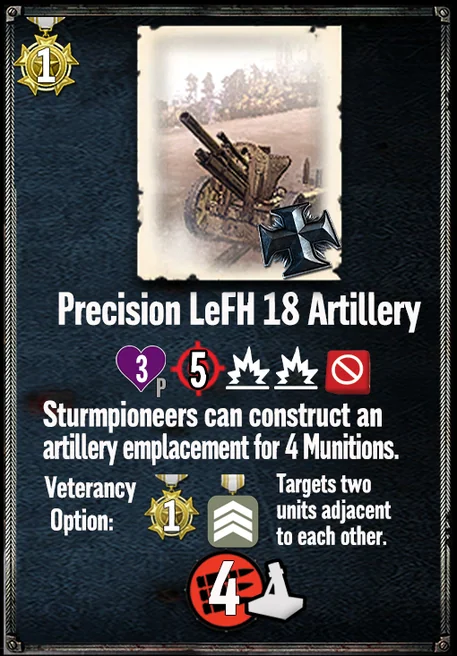 1
Precision LeFH 18 Artillery
3 P 5
Sturmpioneers can construct an
artillery emplacement for 4 Munitions.
Veterancy
Option:
1
Targets two
units adjacent
to each other.
4